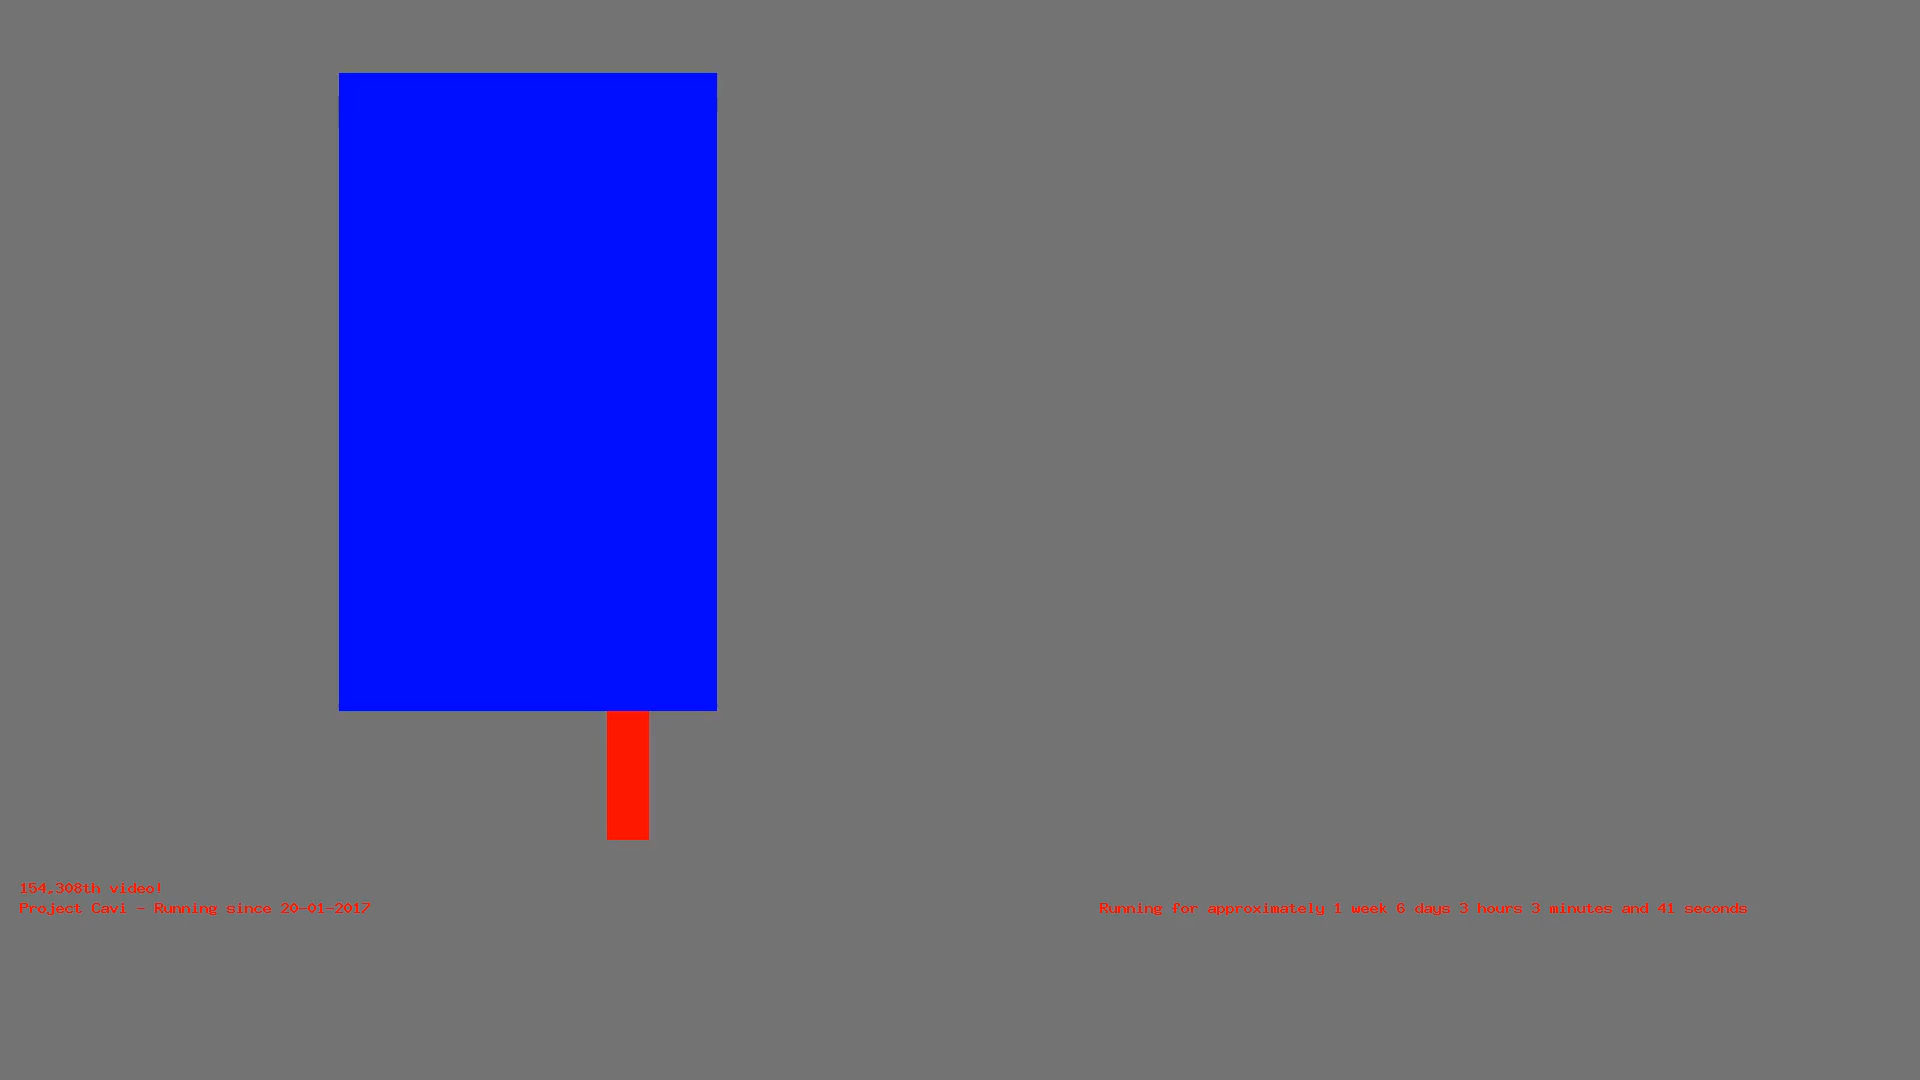 154,308th video!
Project Cavi - Running since 20-01-2017
Running for approximately 1 week 6 days 3 hours 3 minutes and 41 seconds